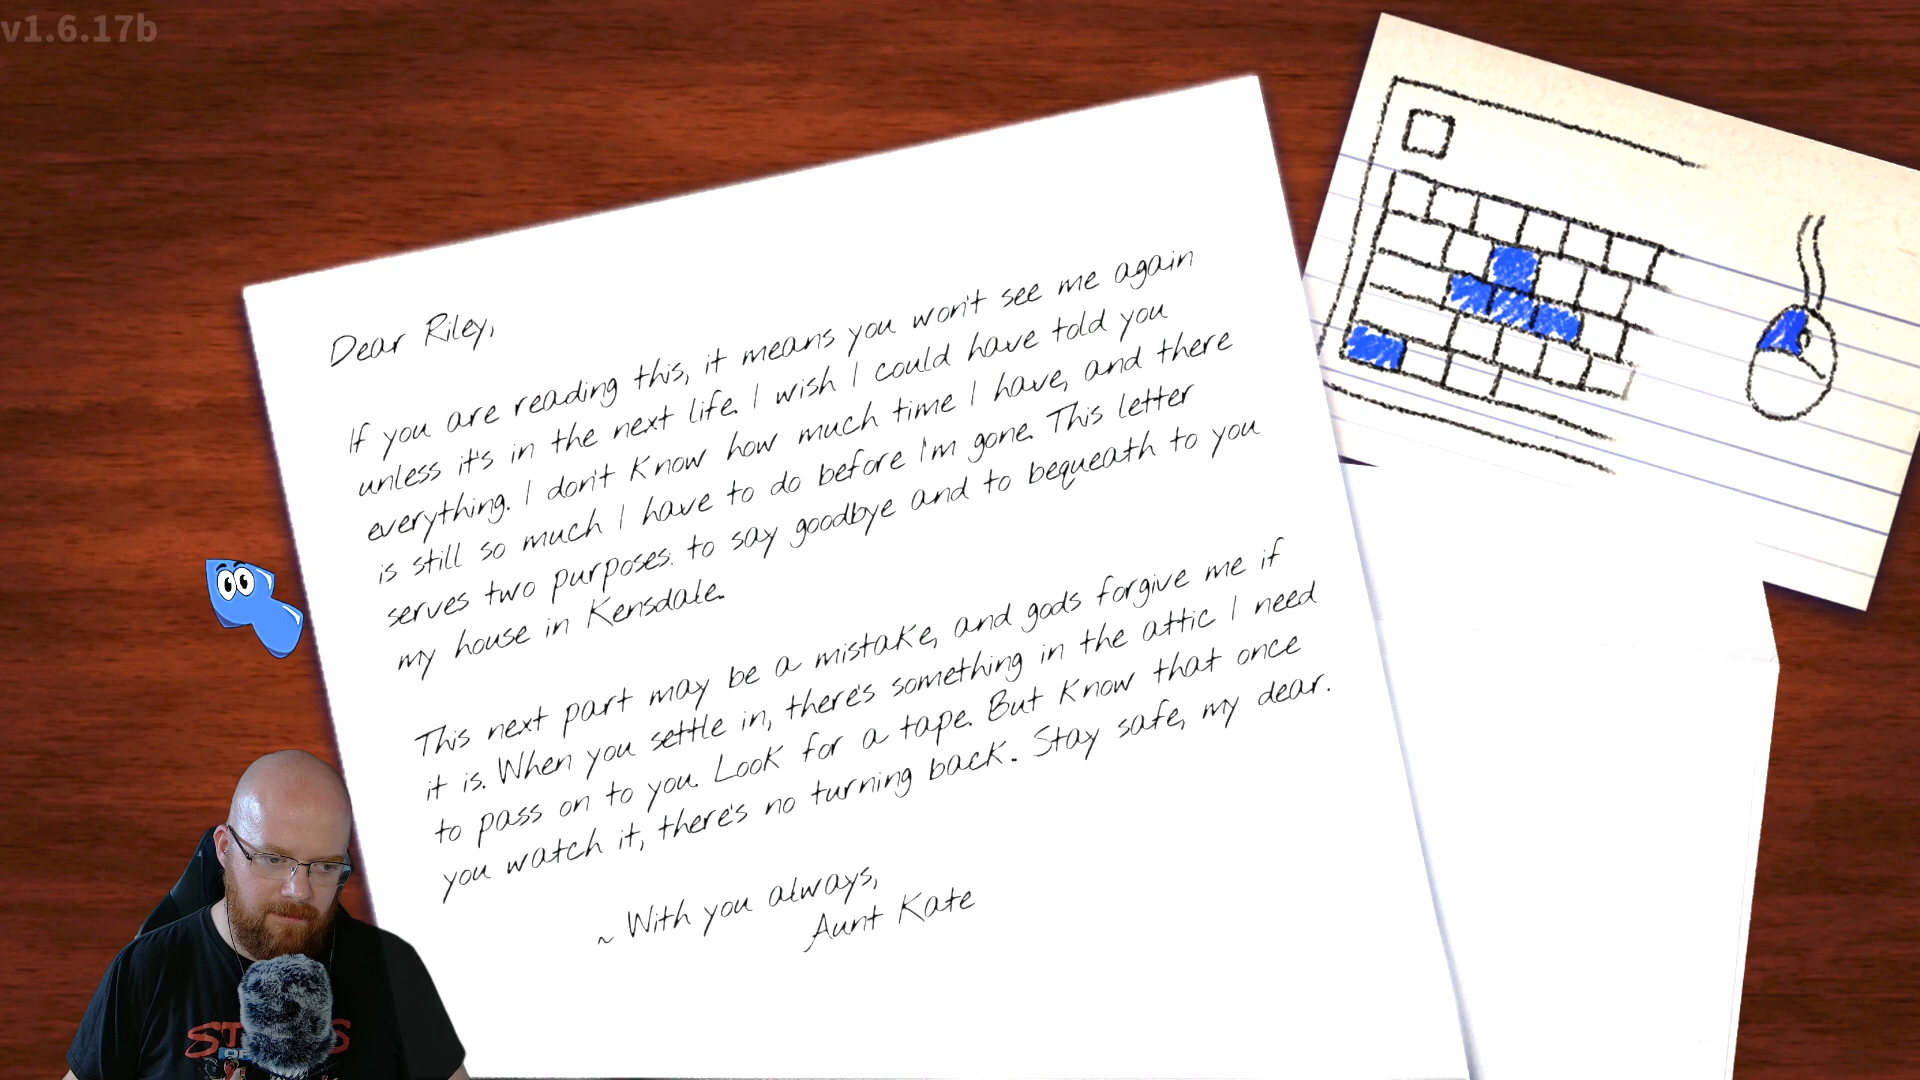 v1.6.17b
Dear Riley,
If you are reading this, it means you won't see me again
unless it's in the next life. I wish I could have told you
everything. I don't know how much time I have, and there
is still so much I have to do before I'm gone. This letter
serves two purposes: to say goodbye and to bequeath to you
my house in Kensdale.
This next part may be a mistake, and gods forgive me if
it is. When you settle in, there's something in the attic I need
to pass on to you. Look for a tape. But know that once
you watch it, there's no turning back. Stay safe, my dear.
~ With you always,
Aunt Kate